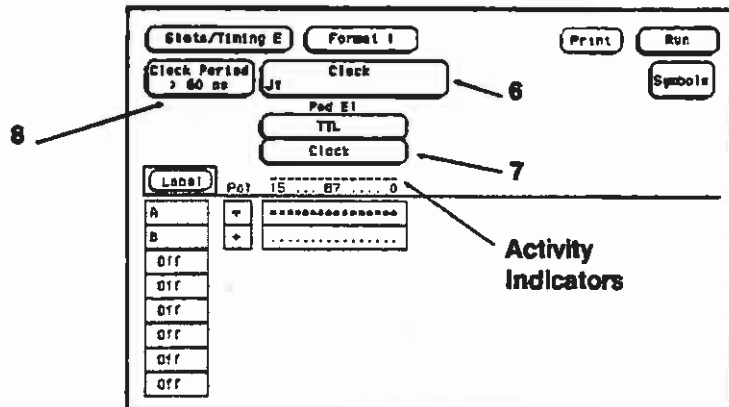 State/Timing E Format 1 Print Run
Clock Period
> 60 ns
Clock
J↑
Symbols
6
8
Pod E1
TTL
Clock
7
Label Pol 15 ... 87 .... 0
A + ****************
B + ................
Off
Off
Off
Off
Off
Off
Activity
Indicators